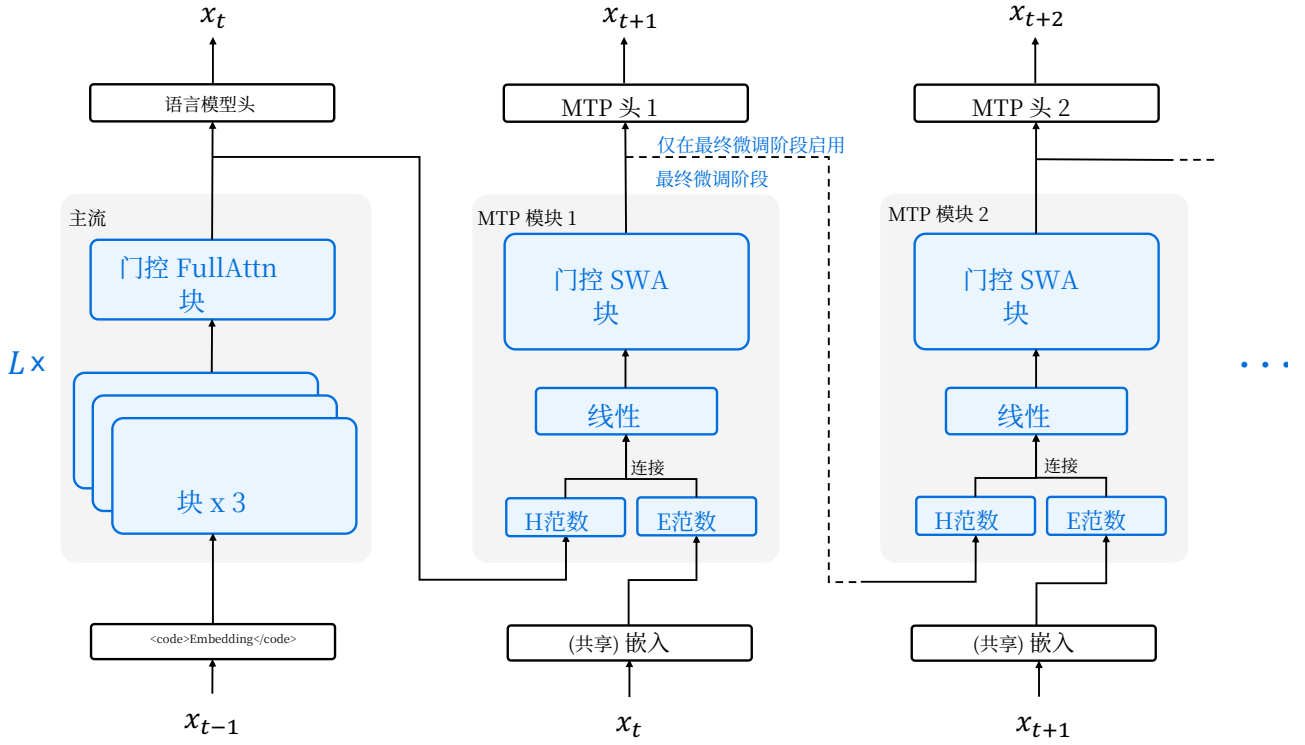 x_t
x_{t+1}
x_{t+2}
语言模型头
MTP 头 1
MTP 头 2
仅在最终微调阶段启用
最终微调阶段
主流
MTP 模块 1
MTP 模块 2
门控 FullAttn
块
门控 SWA
块
门控 SWA
块
L x
. . .
线性
线性
连接
连接
块 x 3
H范数
E范数
H范数
E范数
<code>Embedding</code>
(共享) 嵌入
(共享) 嵌入
x_{t−1}
x_t
x_{t+1}